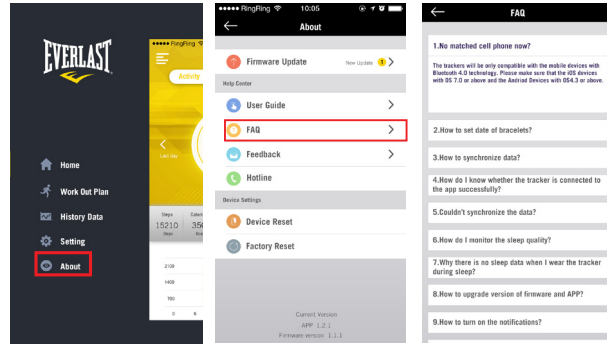 EVERLAST
Home
Work Out Plan
History Data
Setting
About
RingRing
Activity
Last day
Steps
15210
Steps
2100
1400
700
0 6
RingRing 10:05
About
Firmware Update New Update 1
Help Center
User Guide
FAQ
Feedback
Hotline
Device Settings
Device Reset
Factory Reset
Current Version
APP 1.2.1
Firmware version 1.1.1
FAQ
1.No matched cell phone now?
The trackers will be only compatible with the mobile devices with
Bluetooth 4.0 technology. Please make sure that the iOS devices
with OS 7.0 or above and the Andriod Devices with OS4.3 or above.
2.How to set date of bracelets?
3.How to synchronize data?
4.How do I know whether the tracker is connected to
the app successfully?
5.Couldn't synchronize the data?
6.How do I monitor the sleep quality?
7.Why there is no sleep data when I wear the tracker
during sleep?
8.How to upgrade version of firmware and APP?
9.How to turn on the notifications?